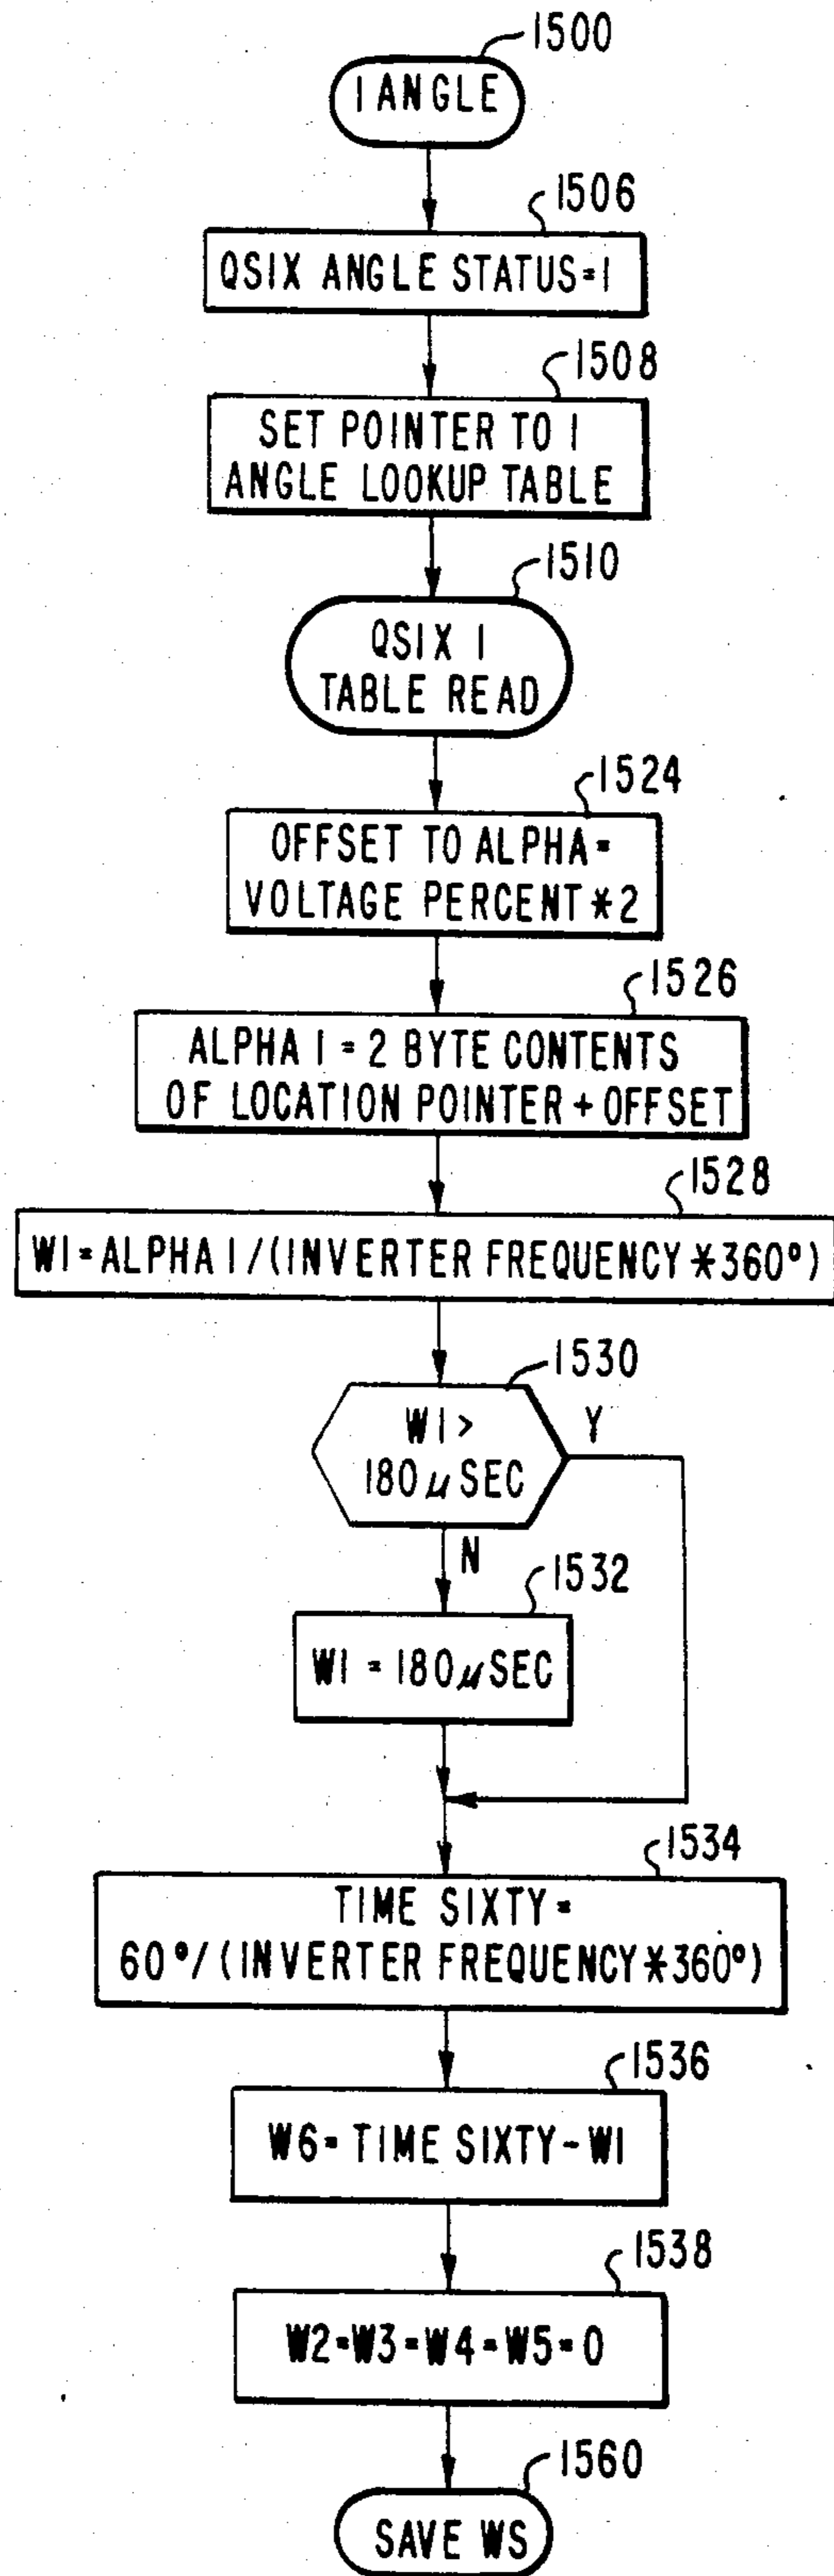 1500
1 ANGLE
1506
QSIX ANGLE STATUS=1
1508
SET POINTER TO 1
ANGLE LOOKUP TABLE
1510
QSIX 1
TABLE READ
1524
OFFSET TO ALPHA=
VOLTAGE PERCENT*2
1526
ALPHA 1 = 2 BYTE CONTENTS
OF LOCATION POINTER + OFFSET
1528
W1=ALPHA 1/(INVERTER FREQUENCY*360°)
1530
W1>
180μSEC
Y
N
1532
W1 = 180μSEC
1534
TIME SIXTY=
60°/(INVERTER FREQUENCY*360°)
1536
W6=TIME SIXTY-W1
1538
W2=W3=W4=W5=0
1560
SAVE WS